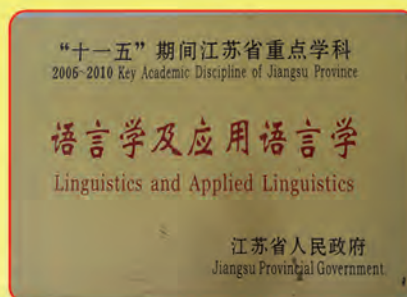 “十一五”期间江苏省重点学科
2006~2010 Key Academic Discipline of Jiangsu Province
语言学及应用语言学
Linguistics and Applied Linguistics
江苏省人民政府
Jiangsu Provincial Government